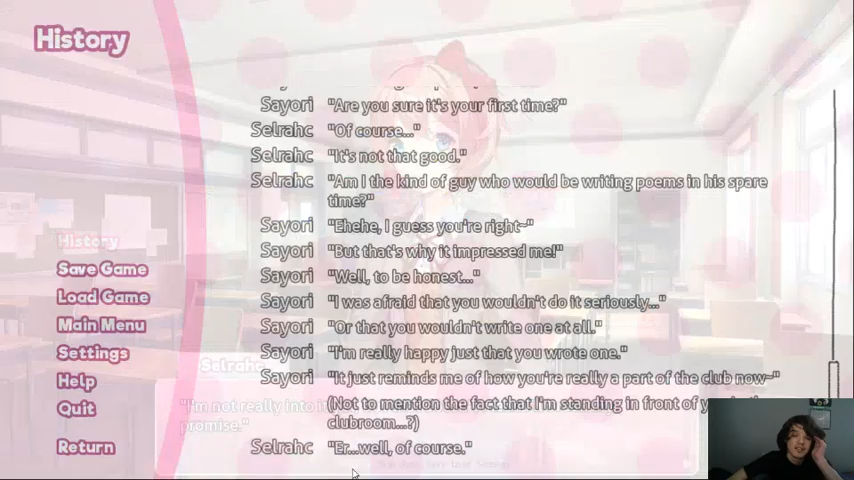 History
Sayori "Are you sure it's your first time?"
Selrahc "Of course..."
Selrahc "It's not that good."
Selrahc "Am I the kind of guy who would be writing poems in his spare
time?"
Sayori "Ehehe, I guess you're right~"
Sayori "But that's why it impressed me!"
Sayori "Well, to be honest..."
Sayori "I was afraid that you wouldn't do it seriously..."
Sayori "Or that you wouldn't write one at all."
Sayori "I'm really happy just that you wrote one."
Sayori "It just reminds me of how you're really a part of the club now~"
(Not to mention the fact that I'm standing in front of
clubroom...?)
Selrahc "Er...well, of course."
History
Save Game
Load Game
Main Menu
Settings
Help
Quit
Return
Selrahc
"I'm not really into it
promise."